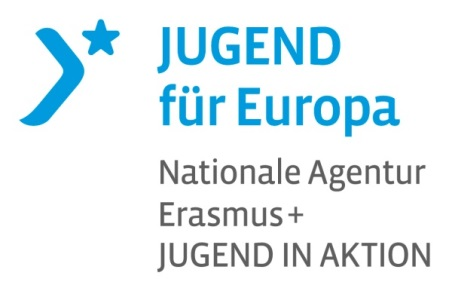 JUGEND
für Europa
Nationale Agentur
Erasmus+
JUGEND IN AKTION